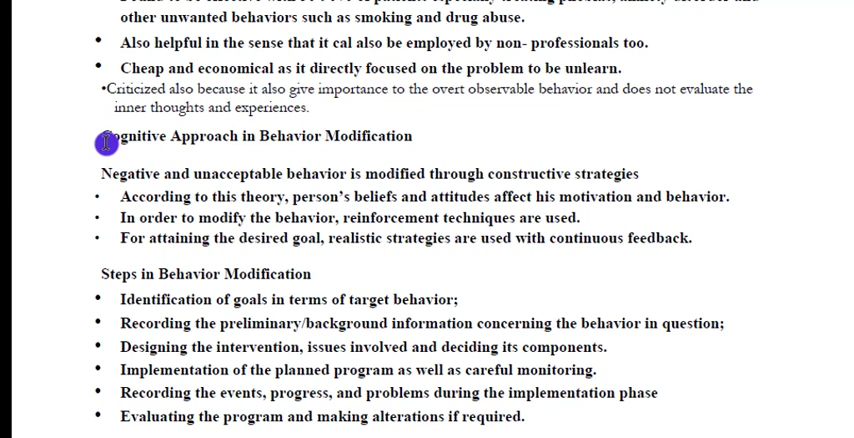 other unwanted behaviors such as smoking and drug abuse.
• Also helpful in the sense that it cal also be employed by non- professionals too.
• Cheap and economical as it directly focused on the problem to be unlearn.
•Criticized also because it also give importance to the overt observable behavior and does not evaluate the
inner thoughts and experiences.
Cognitive Approach in Behavior Modification
Negative and unacceptable behavior is modified through constructive strategies
• According to this theory, person's beliefs and attitudes affect his motivation and behavior.
• In order to modify the behavior, reinforcement techniques are used.
• For attaining the desired goal, realistic strategies are used with continuous feedback.
Steps in Behavior Modification
• Identification of goals in terms of target behavior;
• Recording the preliminary/background information concerning the behavior in question;
• Designing the intervention, issues involved and deciding its components.
• Implementation of the planned program as well as careful monitoring.
• Recording the events, progress, and problems during the implementation phase
• Evaluating the program and making alterations if required.